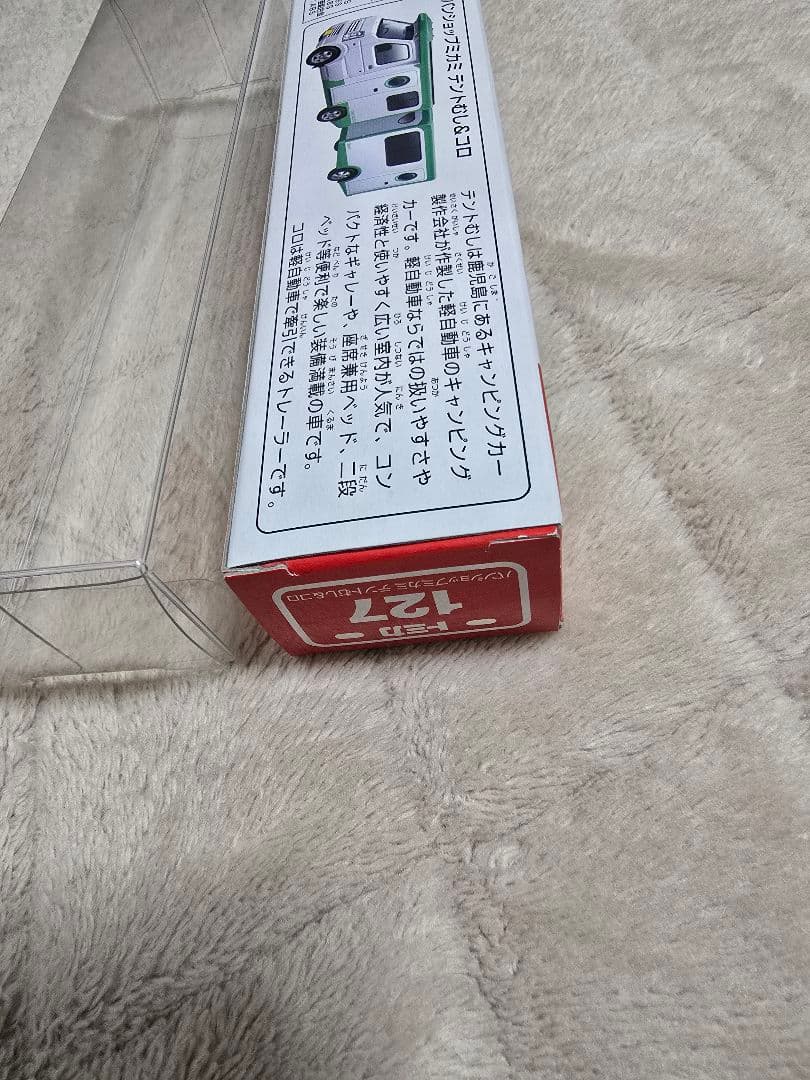 バンショップミカミ テントむし&コロ
テントむしは鹿児島にあるキャンピングカー
製作会社が作製した軽自動車のキャンピング
カーです。軽自動車ならではの扱いやすさや
経済性と使いやすく広い室内が人気で、コン
パクトなギャレーや、座席兼用ベッド、二段
ベッド等便利で楽しい装備満載の車です。
コロは軽自動車で牽引できるトレーラーです。
トミカ
127
バンショップミカミ テントむし&コロ